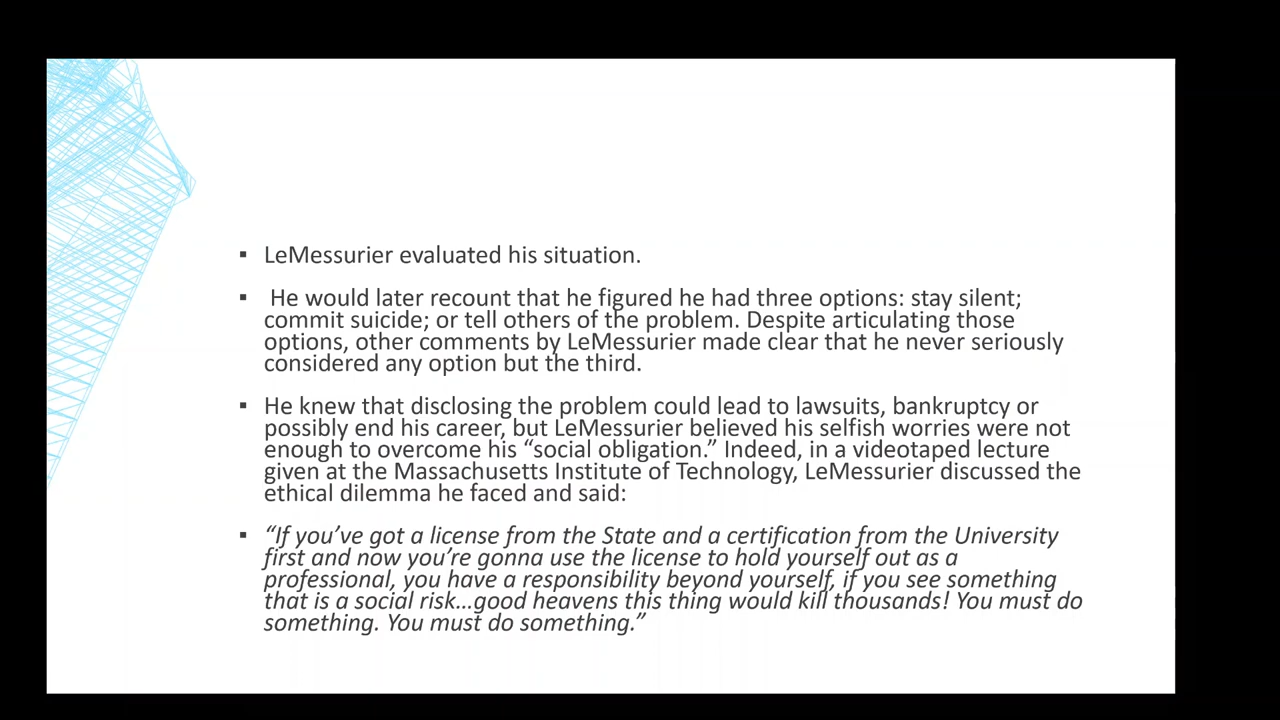 ▪ LeMessurier evaluated his situation.
▪ He would later recount that he figured he had three options: stay silent;
commit suicide; or tell others of the problem. Despite articulating those
options, other comments by LeMessurier made clear that he never seriously
considered any option but the third.
▪ He knew that disclosing the problem could lead to lawsuits, bankruptcy or
possibly end his career, but LeMessurier believed his selfish worries were not
enough to overcome his “social obligation.” Indeed, in a videotaped lecture
given at the Massachusetts Institute of Technology, LeMessurier discussed the
ethical dilemma he faced and said:
▪ “If you’ve got a license from the State and a certification from the University
first and now you’re gonna use the license to hold yourself out as a
professional, you have a responsibility beyond yourself, if you see something
that is a social risk…good heavens this thing would kill thousands! You must do
something. You must do something.”